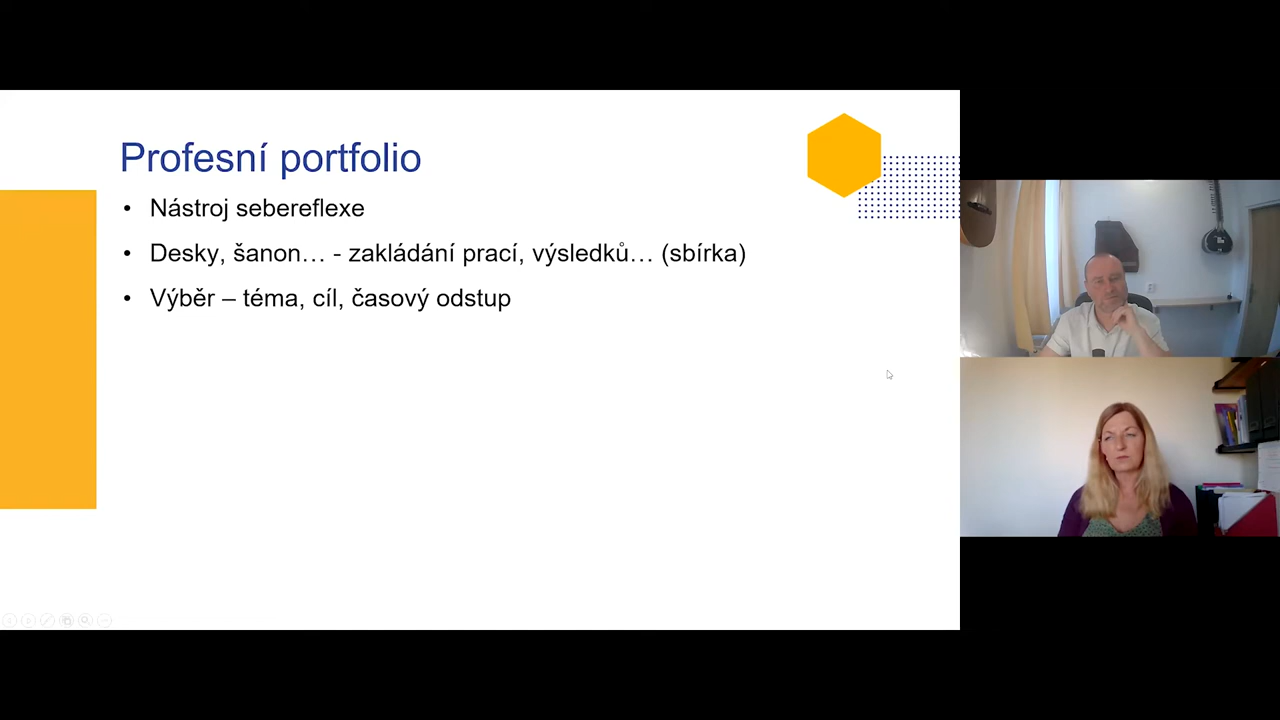 Profesní portfolio
• Nástroj sebereflexe
• Desky, šanon… - zakládání prací, výsledků… (sbírka)
• Výběr – téma, cíl, časový odstup